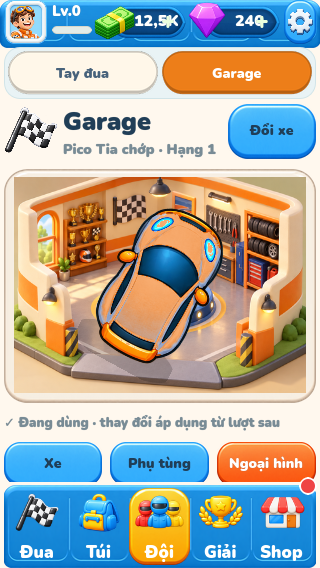 Lv.0
12,5K
240+
Tay đua
Garage
Garage
Pico Tia chớp · Hạng 1
Đổi xe
✓ Đang dùng · thay đổi áp dụng từ lượt sau
Xe
Phụ tùng
Ngoại hình
Đua
Túi
Đội
Giải
Shop